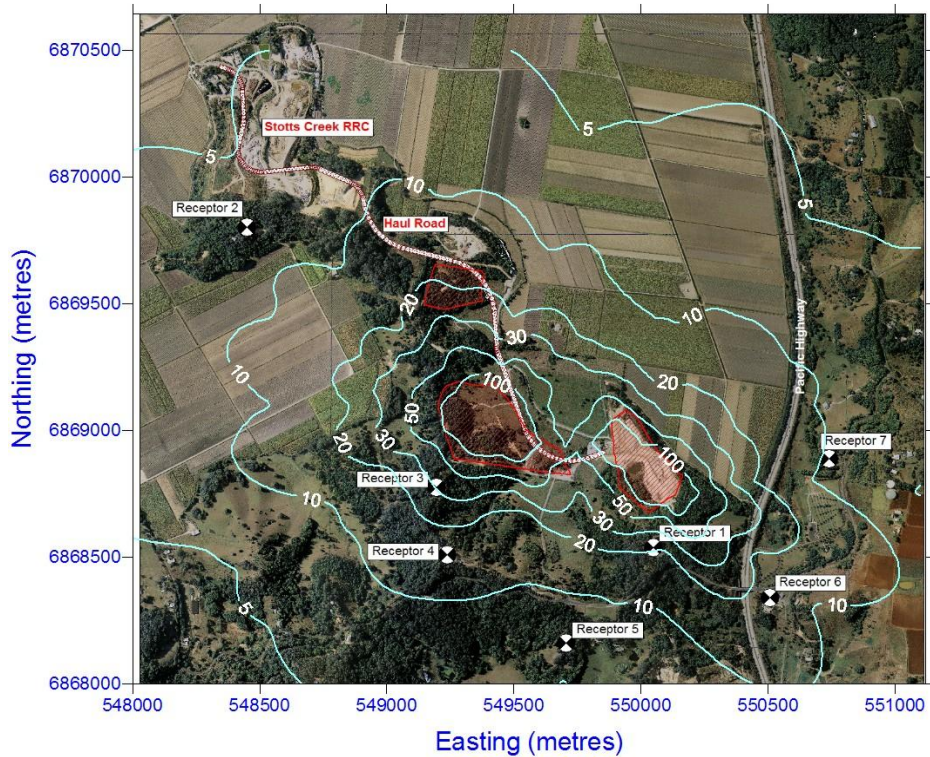 6870500
5
5
Stotts Creek RRC
5
6870000
10
Receptor 2
5
Haul Road
6869500
20
10
30
Pacific Highway
10
20
100
50
6869000
20
30
100
Receptor 7
Receptor 3
50
10
30
Receptor 1
20
6868500
Receptor 4
Receptor 6
10
10
5
Receptor 5
6868000
548000 548500 549000 549500 550000 550500 551000
Northing (metres)
Easting (metres)